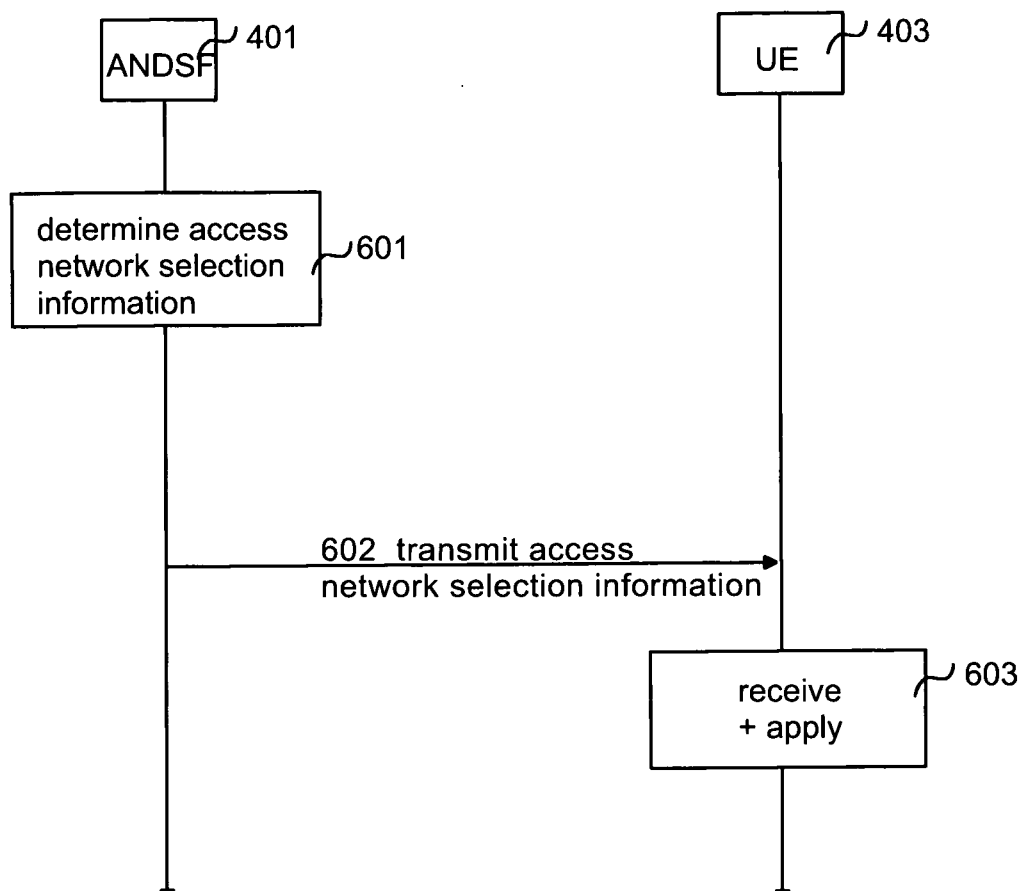 401
ANDSF
403
UE
determine access
network selection
information
601
602 transmit access
network selection information
receive
+ apply
603